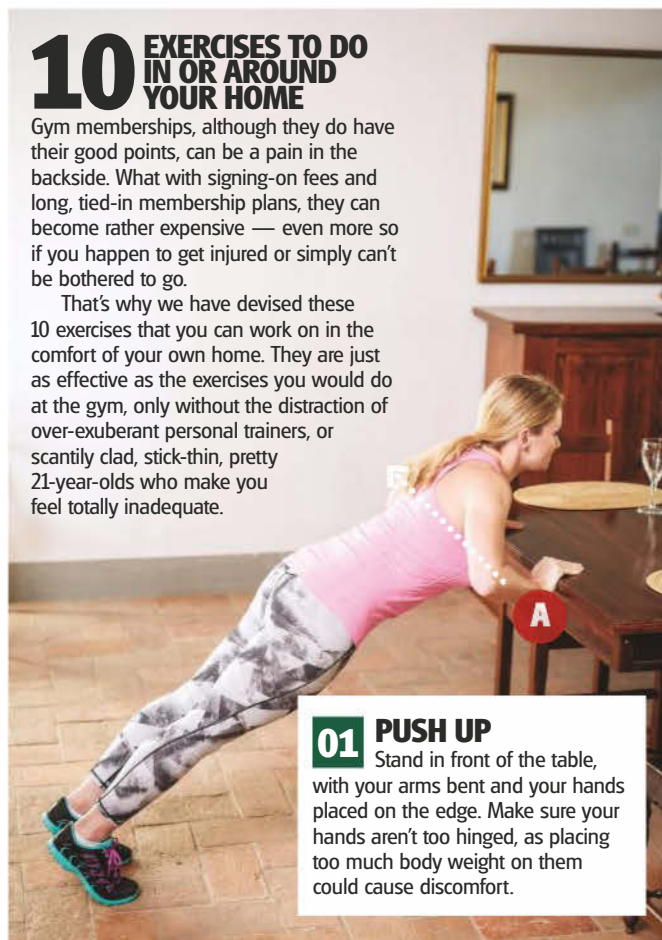 10 EXERCISES TO DO
IN OR AROUND
YOUR HOME
Gym memberships, although they do have
their good points, can be a pain in the
backside. What with signing-on fees and
long, tied-in membership plans, they can
become rather expensive — even more so
if you happen to get injured or simply can’t
be bothered to go.
That’s why we have devised these
10 exercises that you can work on in the
comfort of your own home. They are just
as effective as the exercises you would do
at the gym, only without the distraction of
over-exuberant personal trainers, or
scantily clad, stick-thin, pretty
21-year-olds who make you
feel totally inadequate.
A
01 PUSH UP
Stand in front of the table,
with your arms bent and your hands
placed on the edge. Make sure your
hands aren’t too hinged, as placing
too much body weight on them
could cause discomfort.